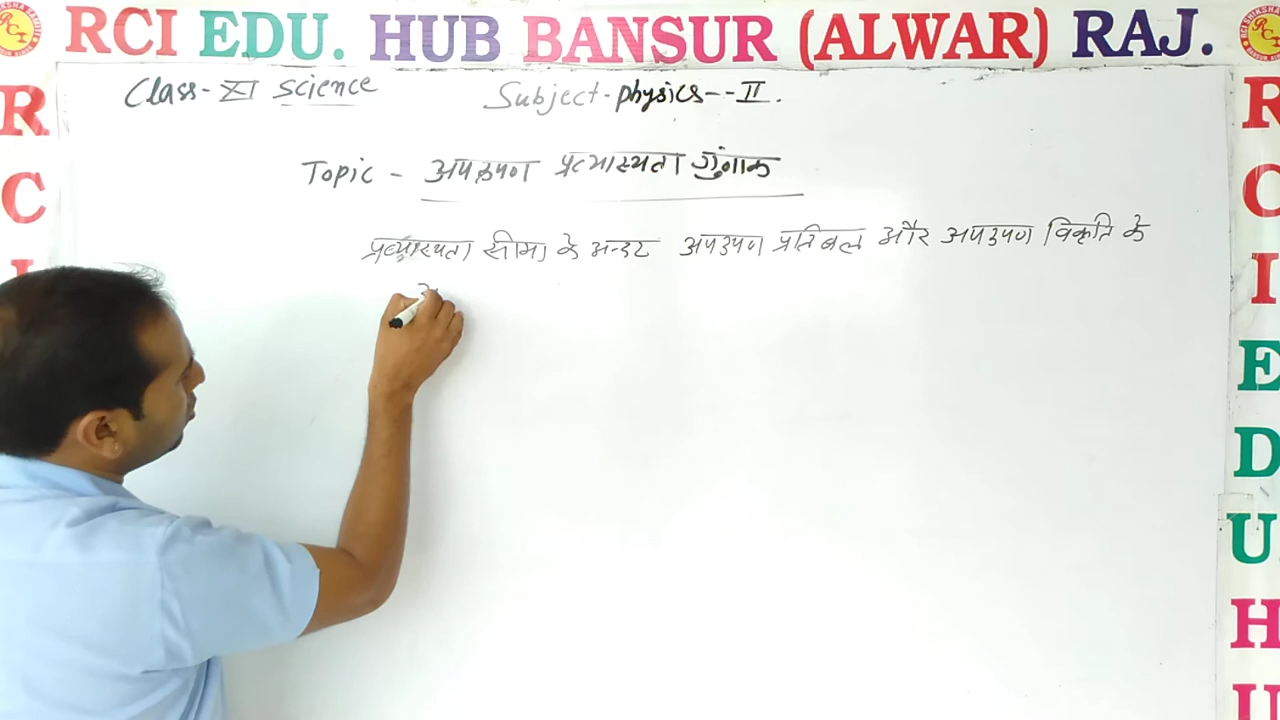 RCI EDU. HUB BANSUR (ALWAR) RAJ.
Class- XI Science Subject- physics--II.
Topic - अपरूपण प्रत्यास्थता गुणांक
प्रत्यास्थता सीमा के अन्दर अपरूपण प्रतिबल और अपरूपण विकृति के
R
C
I
R
C
I
E
D
U
H
U